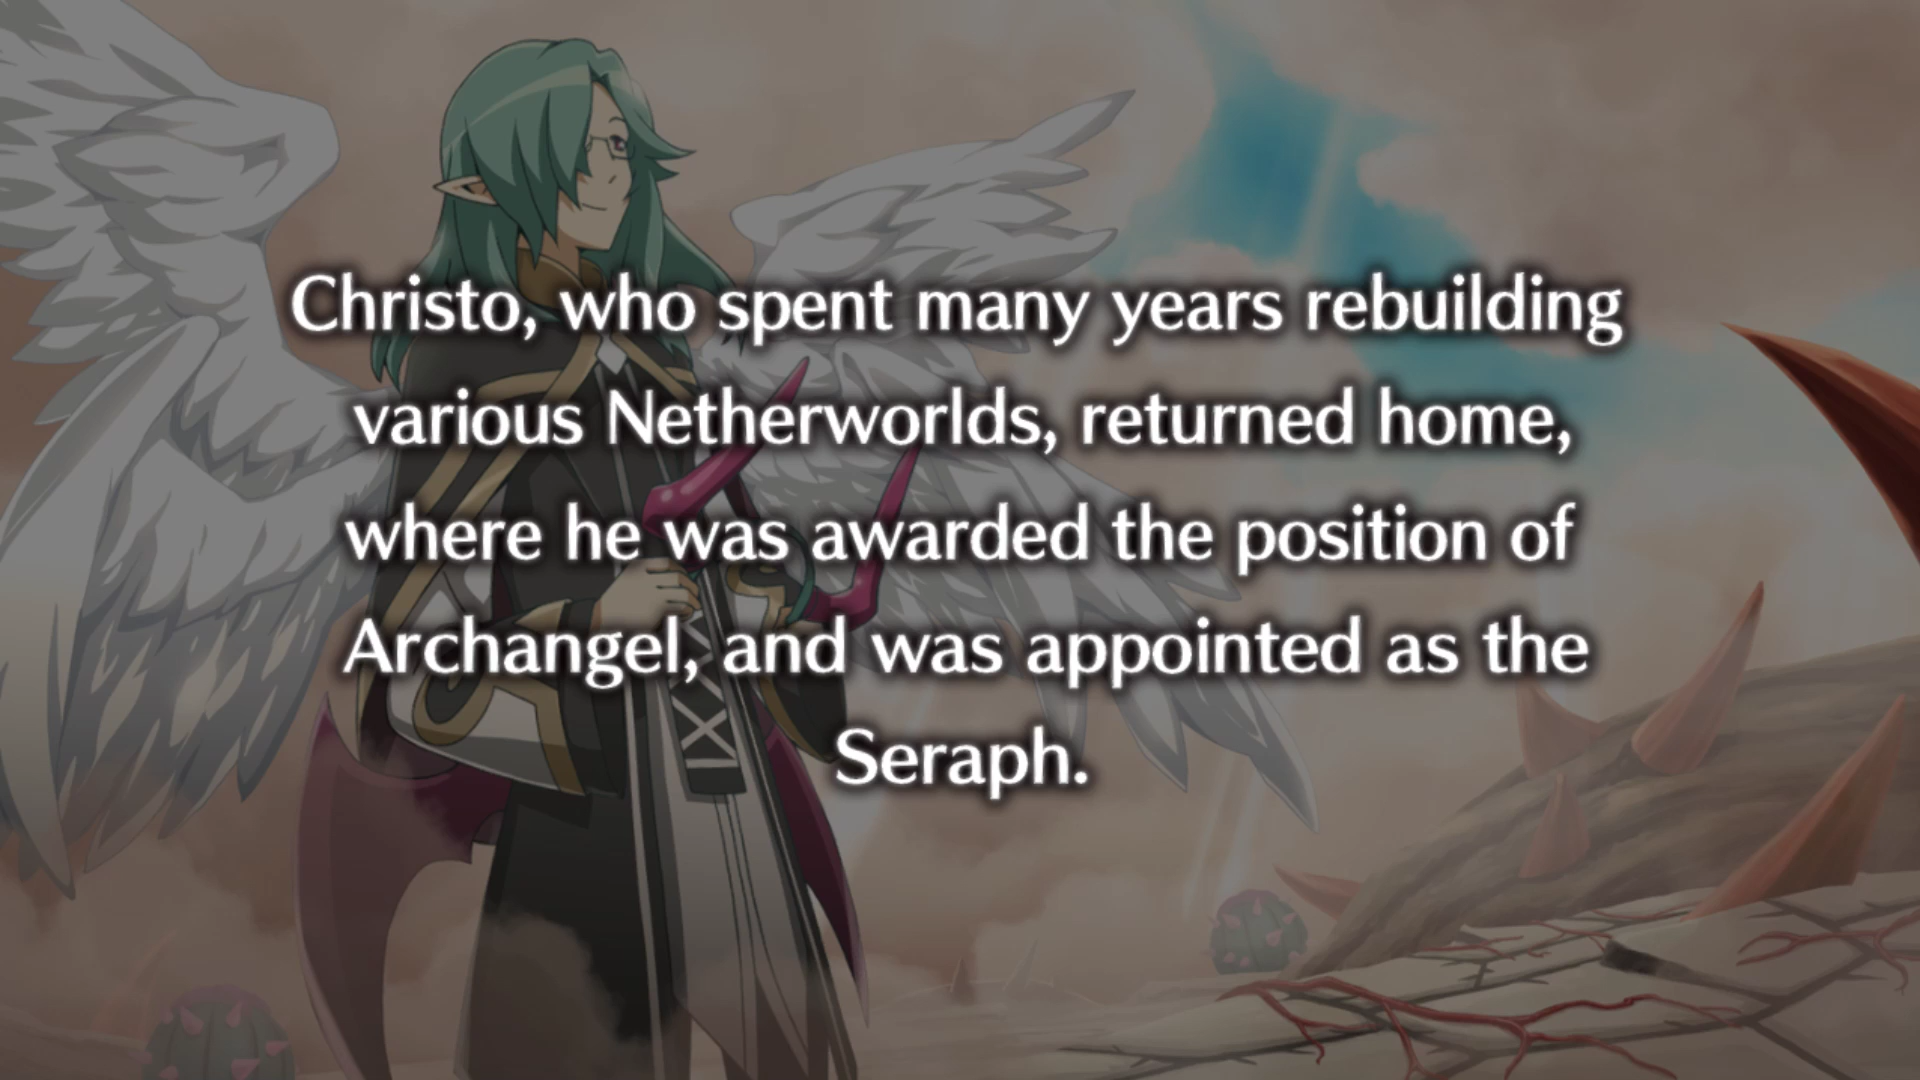 Christo, who spent many years rebuilding
various Netherworlds, returned home,
where he was awarded the position of
Archangel, and was appointed as the
Seraph.